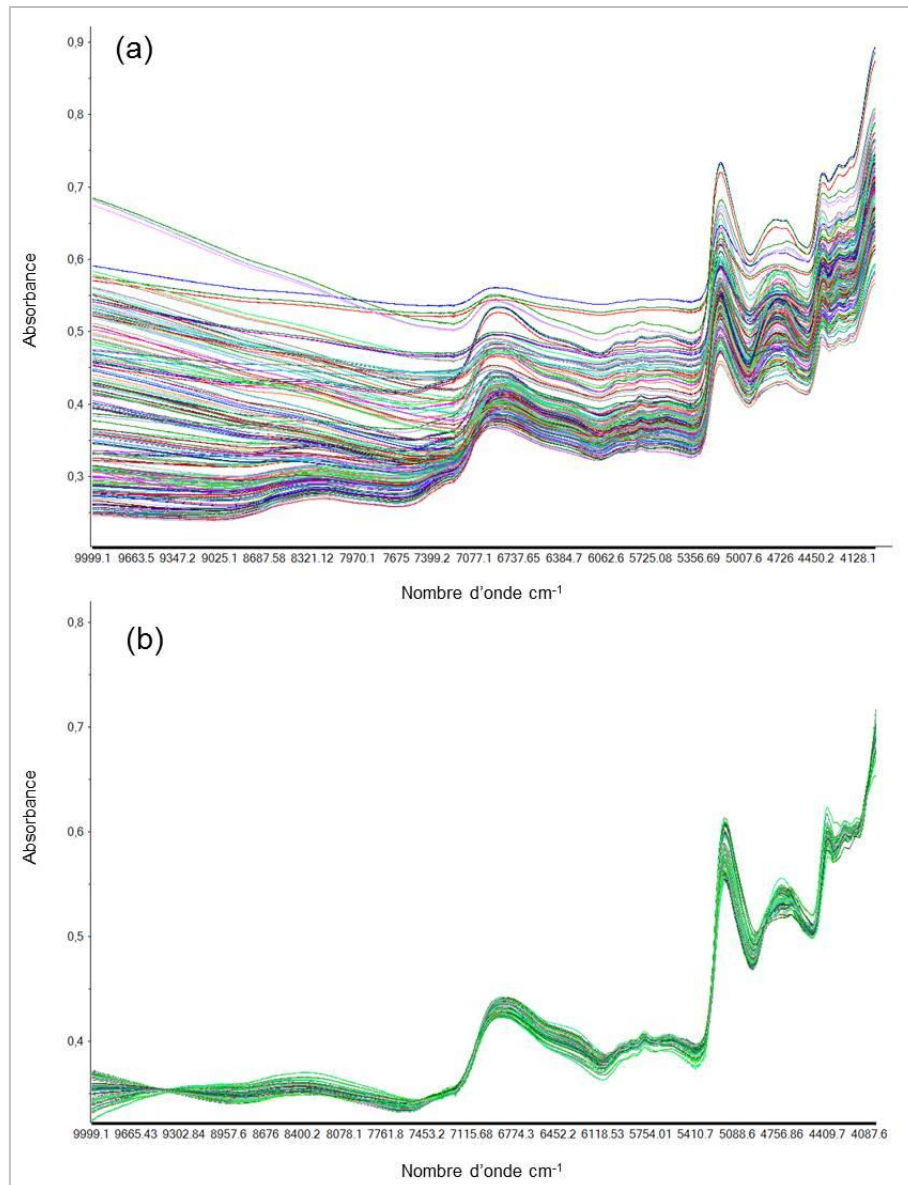 (a)
Absorbance
0,9
0,8
0,7
0,6
0,5
0,4
0,3
9999.1 9663.5 9347.2 9025.1 8687.58 8321.12 7970.1 7675 7399.2 7077.1 6737.65 6384.7 6062.6 5725.08 5356.69 5007.6 4726 4450.2 4128.1
Nombre d'onde cm-1
(b)
Absorbance
0,8
0,7
0,6
0,5
0,4
9999.1 9665.43 9302.84 8957.6 8676 8400.2 8078.1 7761.8 7453.2 7115.68 6774.3 6452.2 6118.53 5754.01 5410.7 5088.6 4756.86 4409.7 4087.6
Nombre d'onde cm-1